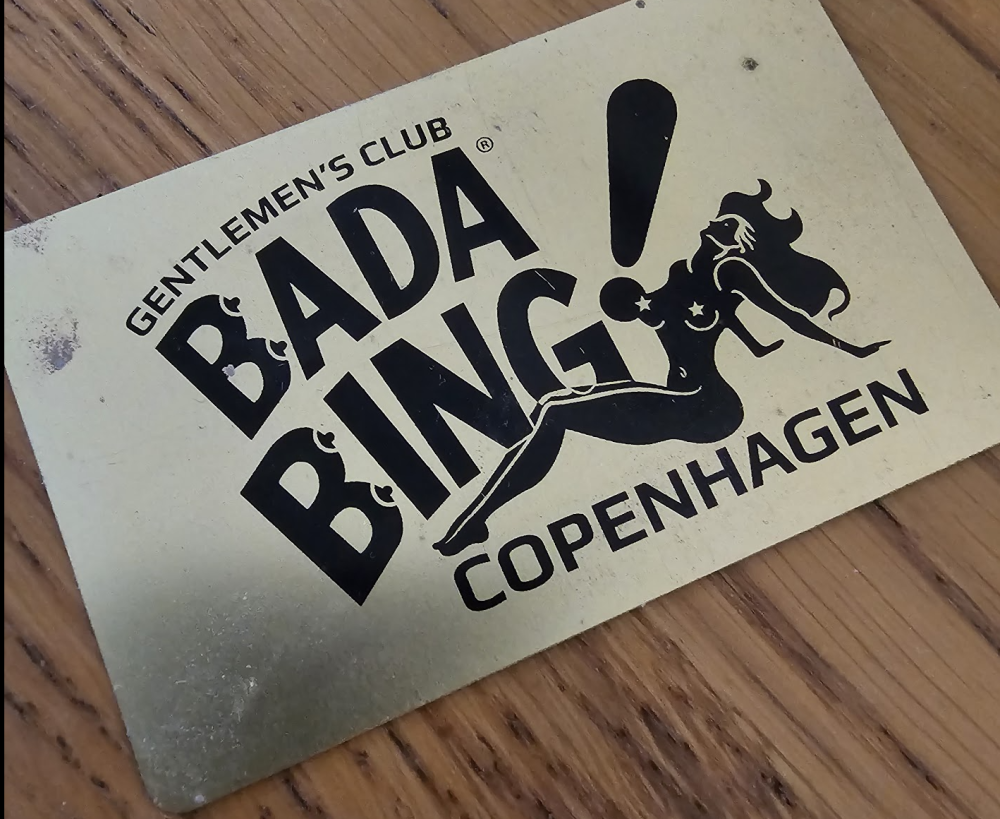 GENTLEMEN'S CLUB
BADA ®
BING!
COPENHAGEN